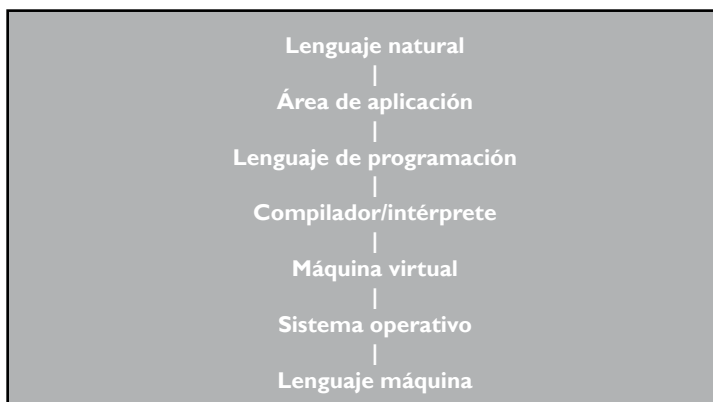 Lenguaje natural
|
Área de aplicación
|
Lenguaje de programación
|
Compilador/intérprete
|
Máquina virtual
|
Sistema operativo
|
Lenguaje máquina